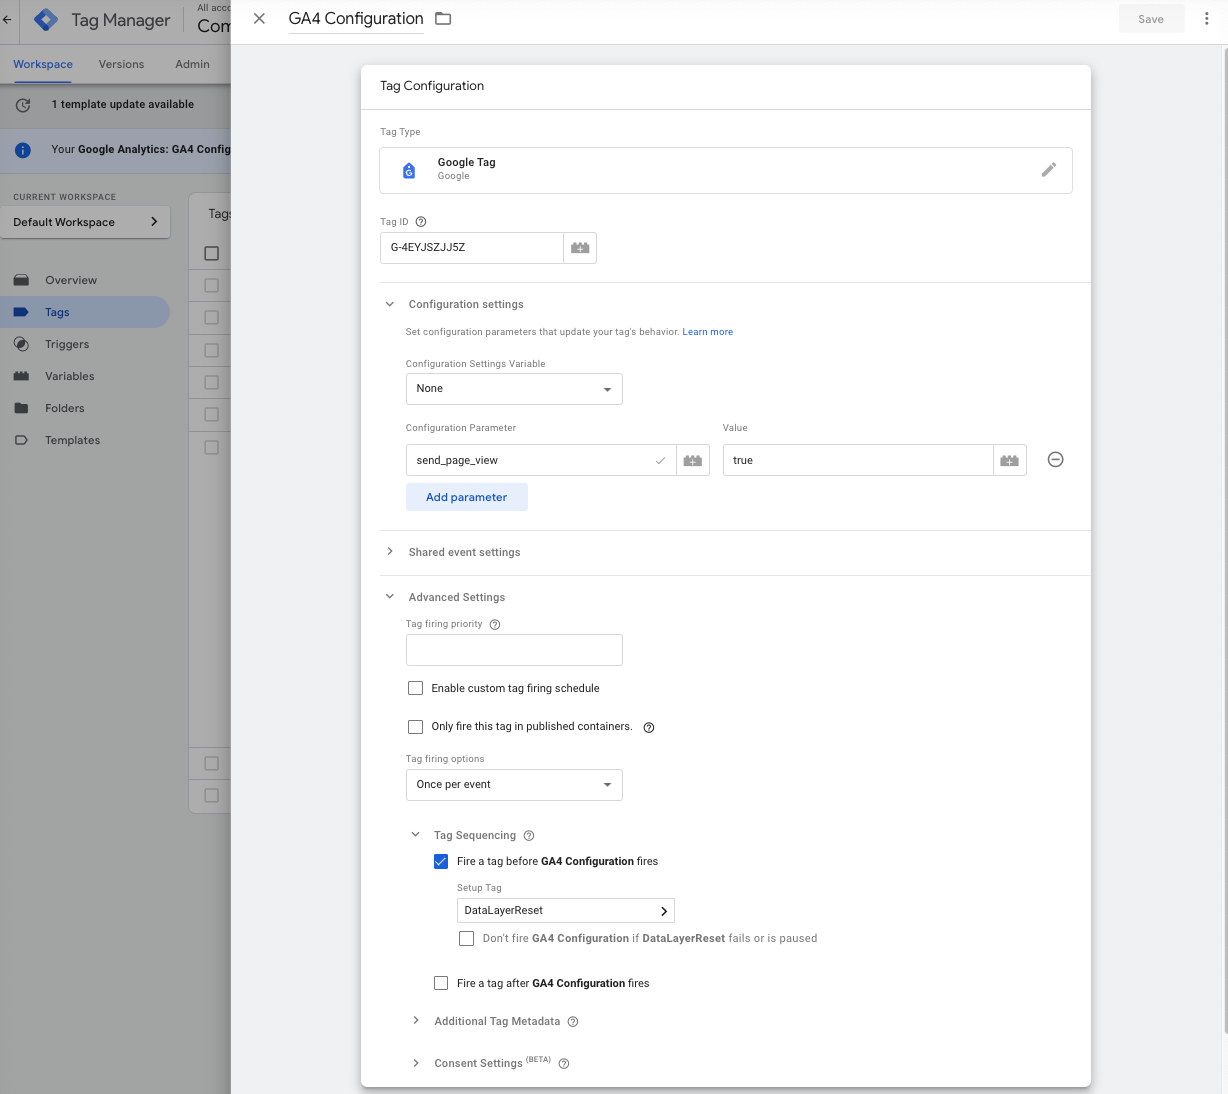 All acco
Tag Manager
Com
GA4 Configuration
Save
Workspace
Versions
Admin
1 template update available
Your Google Analytics: GA4 Config
CURRENT WORKSPACE
Default Workspace
Tags
Overview
Tags
Triggers
Variables
Folders
Templates
Tag Configuration
Tag Type
Google Tag
Google
Tag ID
G-4EYJSZJJ5Z
Configuration settings
Set configuration parameters that update your tag's behavior. Learn more
Configuration Settings Variable
None
Configuration Parameter
Value
send_page_view
true
Add parameter
Shared event settings
Advanced Settings
Tag firing priority
Enable custom tag firing schedule
Only fire this tag in published containers.
Tag firing options
Once per event
Tag Sequencing
Fire a tag before GA4 Configuration fires
Setup Tag
DataLayerReset
Don't fire GA4 Configuration if DataLayerReset fails or is paused
Fire a tag after GA4 Configuration fires
Additional Tag Metadata
Consent Settings (BETA)